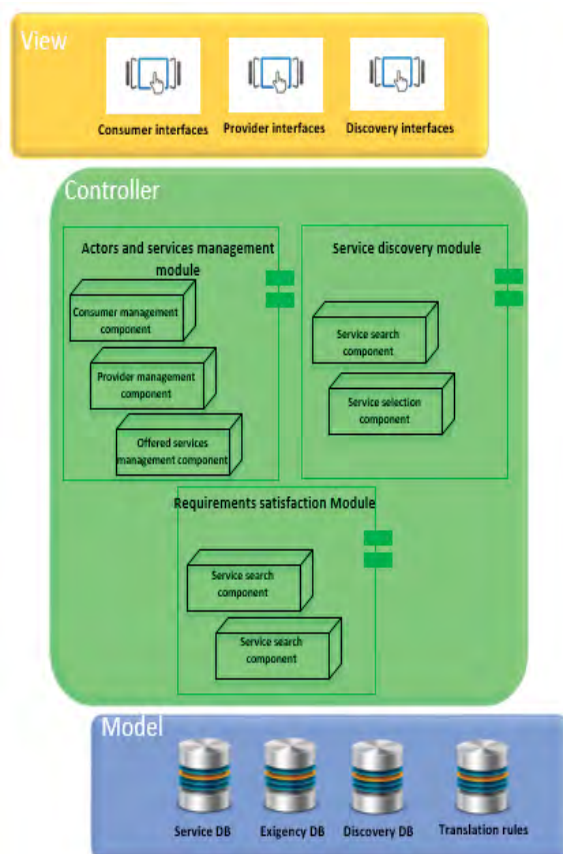 View
Consumer interfaces
Provider interfaces
Discovery interfaces
Controller
Actors and services management
module
Consumer management
component
Provider management
component
Offered services
management component
Service discovery module
Service search
component
Service selection
component
Requirements satisfaction Module
Service search
component
Service search
component
Model
Service DB
Exigency DB
Discovery DB
Translation rules